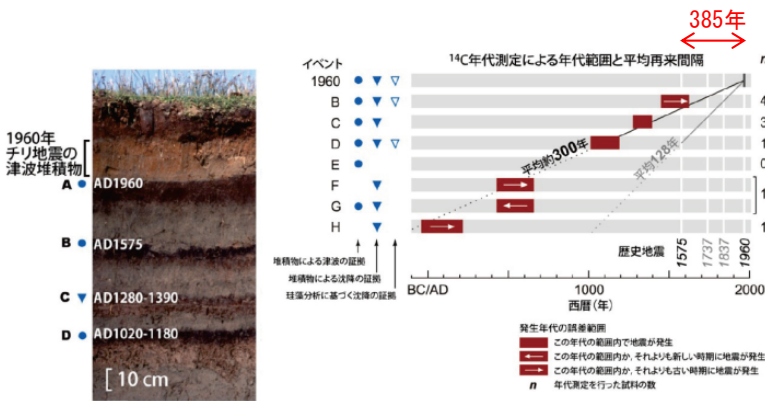 385年
14C年代測定による年代範囲と平均再来間隔
n
イベント
1960
B
4
C
3
D
1
E
0
F
1
G
H
1
平均約300年
平均128年
歴史地震
1575
1737
1837
1960
堆積物による津波の証拠
堆積物による沈降の証拠
珪藻分析に基づく沈降の証拠
BC/AD
1000
2000
西暦(年)
発生年代の誤差範囲
この年代の範囲内で地震が発生
この年代の範囲内か、それよりも新しい時期に地震が発生
この年代の範囲内か、それよりも古い時期に地震が発生
n 年代測定を行った試料の数
1960年
チリ地震の
津波堆積物
A AD1960
B AD1575
C AD1280-1390
D AD1020-1180
10 cm